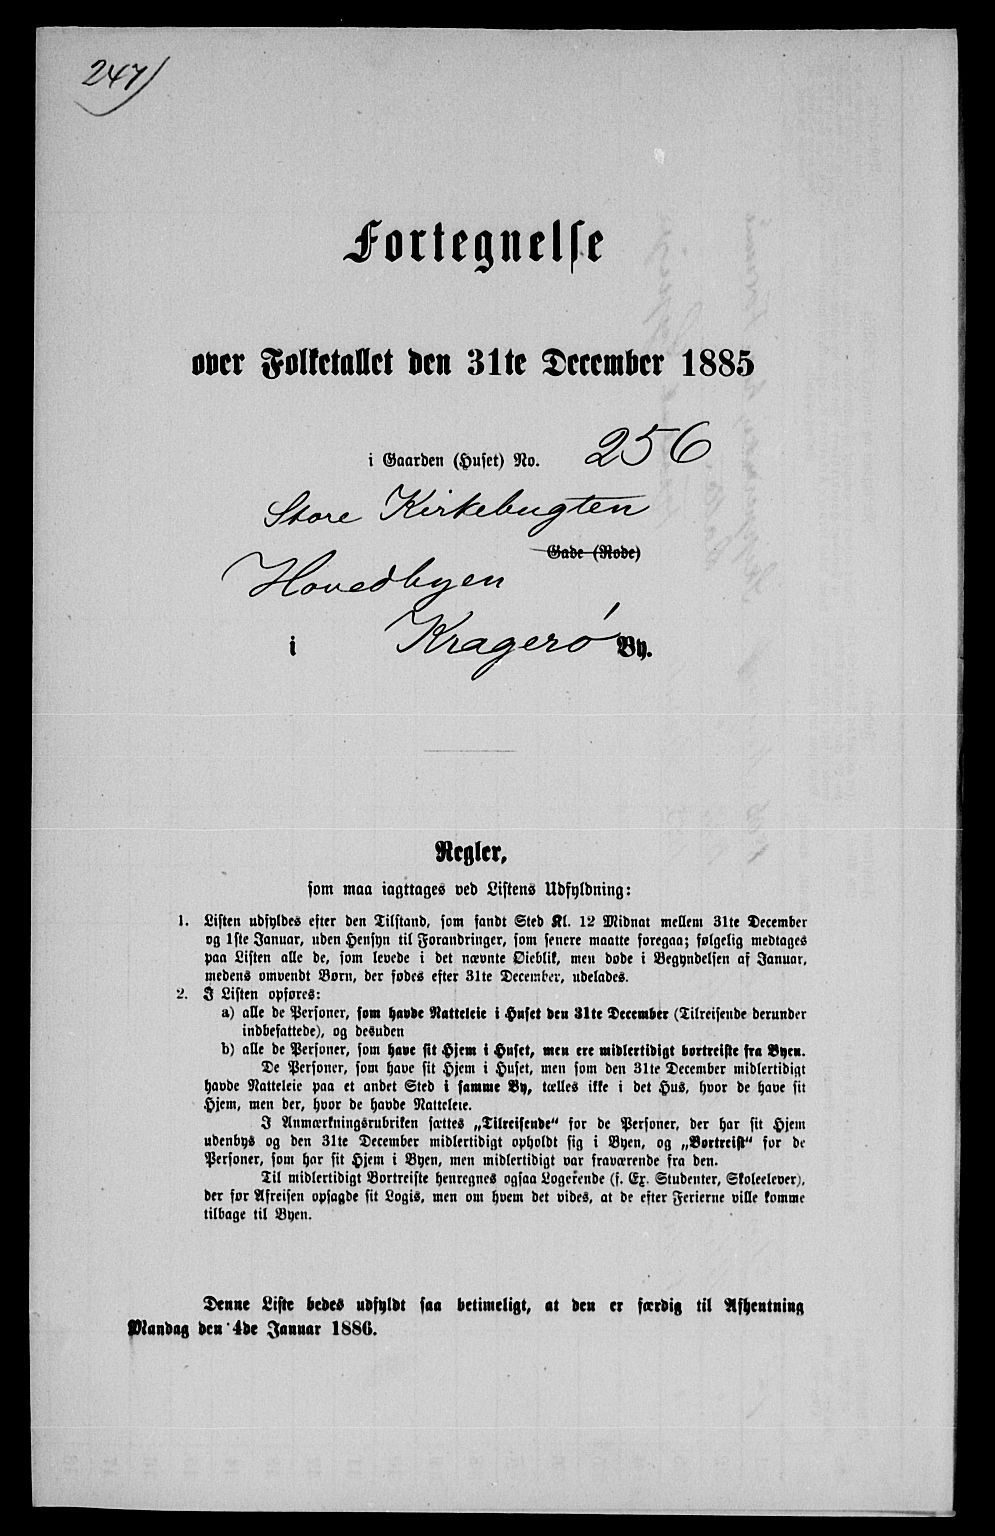 247)
Fortegnelse
over Folketallet den 31te December 1885
i Gaarden (Huset) No. 256
Store Kirkebugten
Gade (Rode)
Hovedbyen
i Kragerö By.
Regler,
som maa iagttages ved Listens Udfyldning:
1. Listen udfyldes efter den Tilstand, som fandt Sted Kl. 12 Midnat mellem 31te December
og 1ste Januar, uden Hensyn til Forandringer, som senere maatte foregaa; følgelig medtages
paa Listen alle de, som levede i det nævnte Øieblik, men døde i Begyndelsen af Januar,
medens omvendt Børn, der fødes efter 31te December, udelades.
2. I Listen opføres:
a) alle de Personer, som havde Natteleie i Huset den 31te December (Tilreisende derunder
indbefattede), og desuden
b) alle de Personer, som have sit Hjem i Huset, men ere midlertidigt bortreiste fra Byen.
De Personer, som have sit Hjem i Huset, men som den 31te December midlertidigt
havde Natteleie paa et andet Sted i samme By, tælles ikke i det Hus, hvor de have sit
Hjem, men der, hvor de havde Natteleie.
I Anmærkningsrubriken sættes „Tilreisende“ for de Personer, der har sit Hjem
udenbys og den 31te December midlertidigt opholdt sig i Byen, og „Bortreist“ for de
Personer, som har sit Hjem i Byen, men midlertidigt var fraværende fra den.
Til midlertidigt Bortreiste henregnes ogsaa Logerende (f. Ex. Studenter, Skoleelever),
der før Afreisen opsagde sit Logis, men om hvem det vides, at de efter Ferierne ville komme
tilbage til Byen.
Denne Liste bedes udfyldt saa betimeligt, at den er færdig til Afhentning
Mandag den 4de Januar 1886.